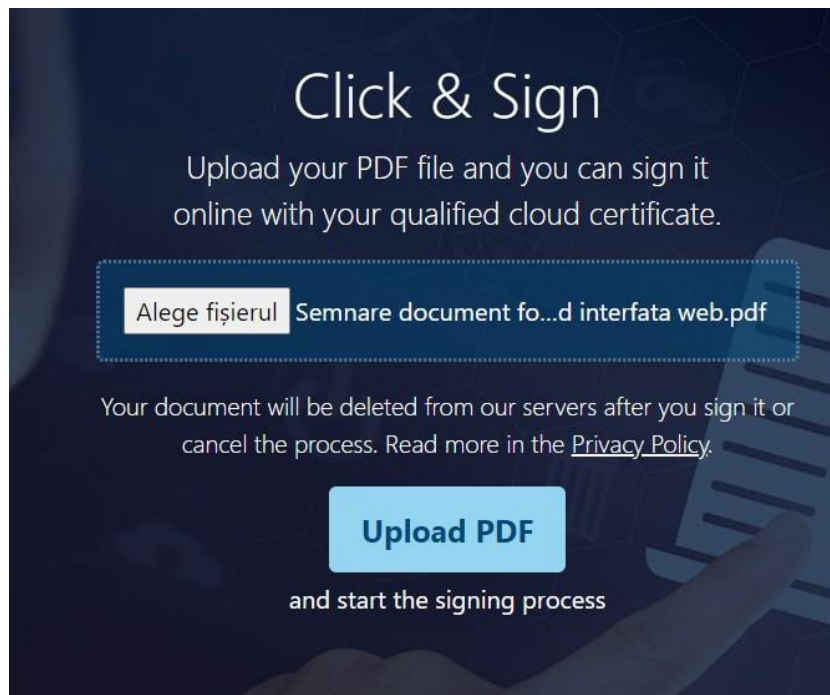 Click & Sign
Upload your PDF file and you can sign it
online with your qualified cloud certificate.
Alege fișierul Semnare document fo...d interfata web.pdf
Your document will be deleted from our servers after you sign it or
cancel the process. Read more in the Privacy Policy.
Upload PDF
and start the signing process